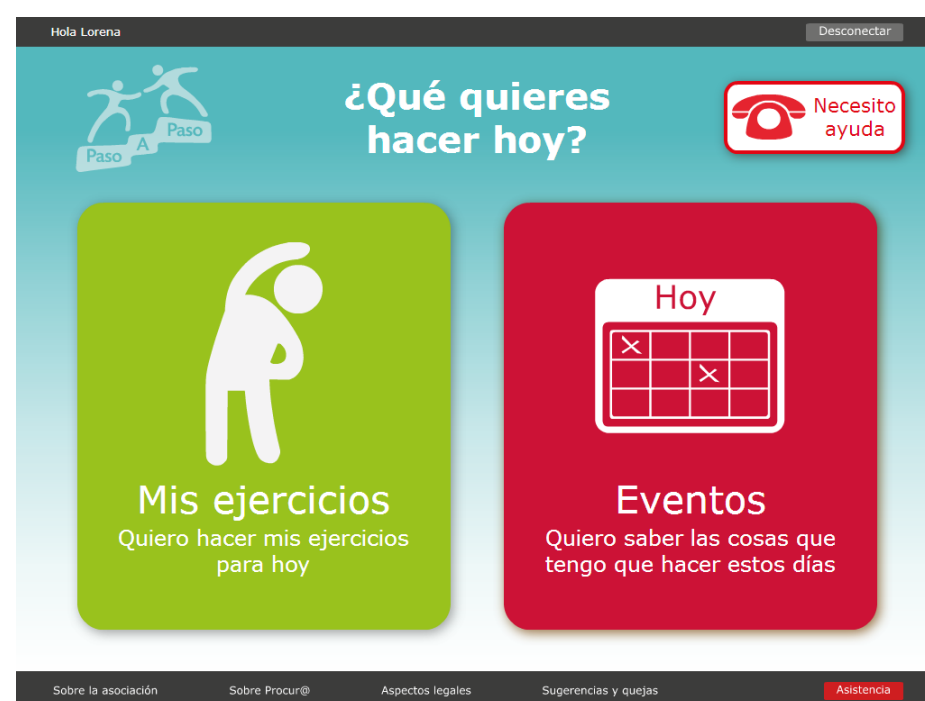 Hola Lorena
Desconectar
Paso
A
Paso
¿Qué quieres
hacer hoy?
Necesito
ayuda
Hoy
Mis ejercicios
Quiero hacer mis ejercicios
para hoy
Eventos
Quiero saber las cosas que
tengo que hacer estos días
Sobre la asociación
Sobre Procur@
Aspectos legales
Sugerencias y quejas
Asistencia